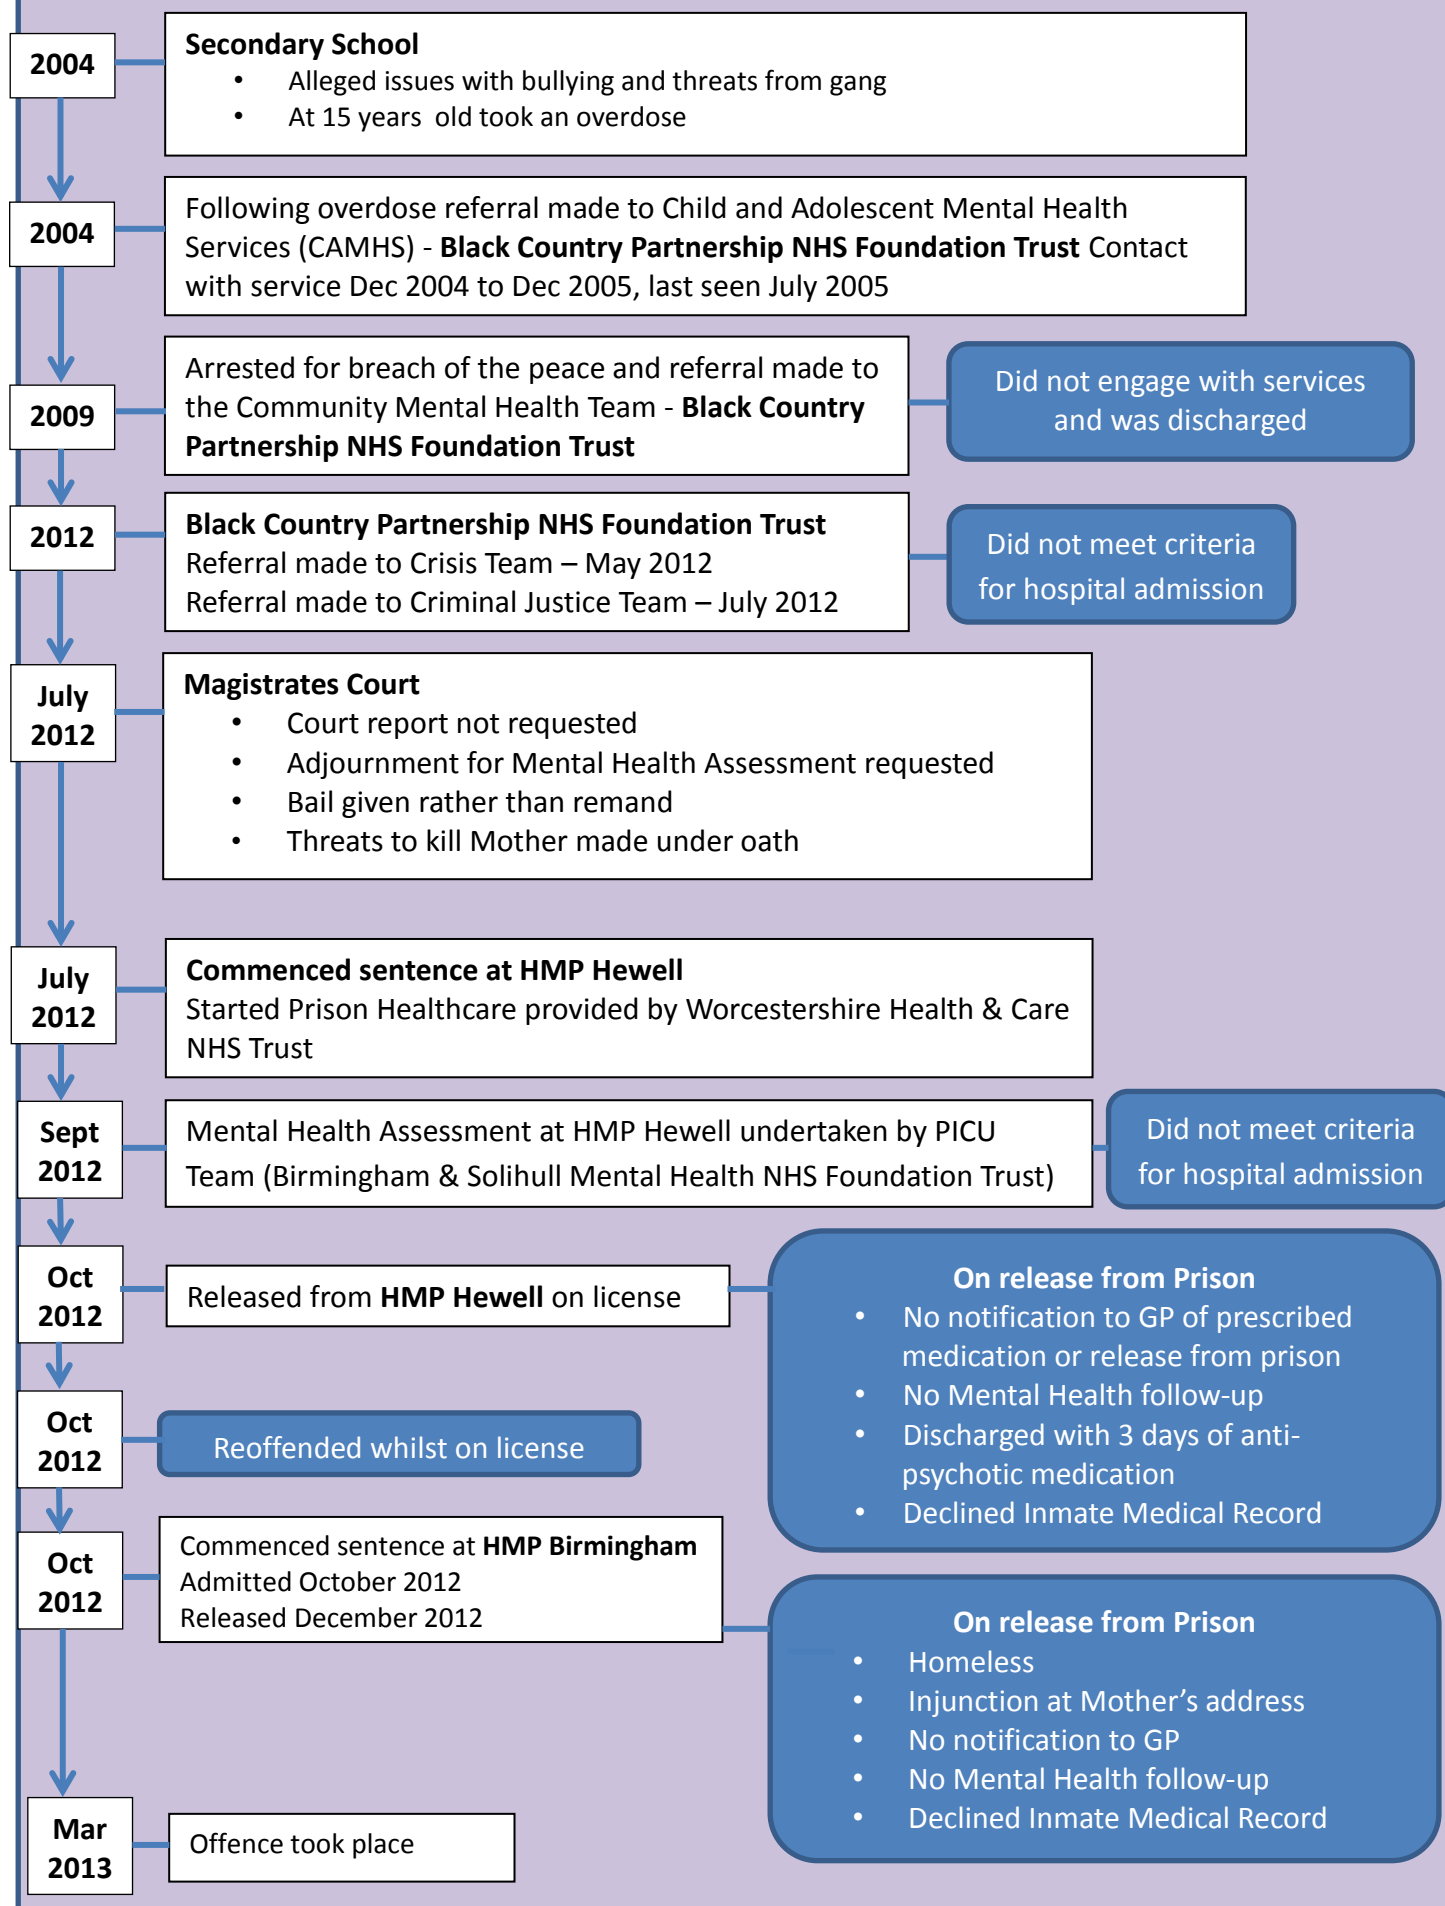 2004
Secondary School
• Alleged issues with bullying and threats from gang
• At 15 years old took an overdose
2004
Following overdose referral made to Child and Adolescent Mental Health
Services (CAMHS) - Black Country Partnership NHS Foundation Trust Contact
with service Dec 2004 to Dec 2005, last seen July 2005
2009
Arrested for breach of the peace and referral made to
the Community Mental Health Team - Black Country
Partnership NHS Foundation Trust
Did not engage with services
and was discharged
2012
Black Country Partnership NHS Foundation Trust
Referral made to Crisis Team – May 2012
Referral made to Criminal Justice Team – July 2012
Did not meet criteria
for hospital admission
July
2012
Magistrates Court
• Court report not requested
• Adjournment for Mental Health Assessment requested
• Bail given rather than remand
• Threats to kill Mother made under oath
July
2012
Commenced sentence at HMP Hewell
Started Prison Healthcare provided by Worcestershire Health & Care
NHS Trust
Sept
2012
Mental Health Assessment at HMP Hewell undertaken by PICU
Team (Birmingham & Solihull Mental Health NHS Foundation Trust)
Did not meet criteria
for hospital admission
Oct
2012
Released from HMP Hewell on license
On release from Prison
• No notification to GP of prescribed
medication or release from prison
• No Mental Health follow-up
• Discharged with 3 days of anti-
psychotic medication
• Declined Inmate Medical Record
Oct
2012
Reoffended whilst on license
Oct
2012
Commenced sentence at HMP Birmingham
Admitted October 2012
Released December 2012
On release from Prison
• Homeless
• Injunction at Mother’s address
• No notification to GP
• No Mental Health follow-up
• Declined Inmate Medical Record
Mar
2013
Offence took place